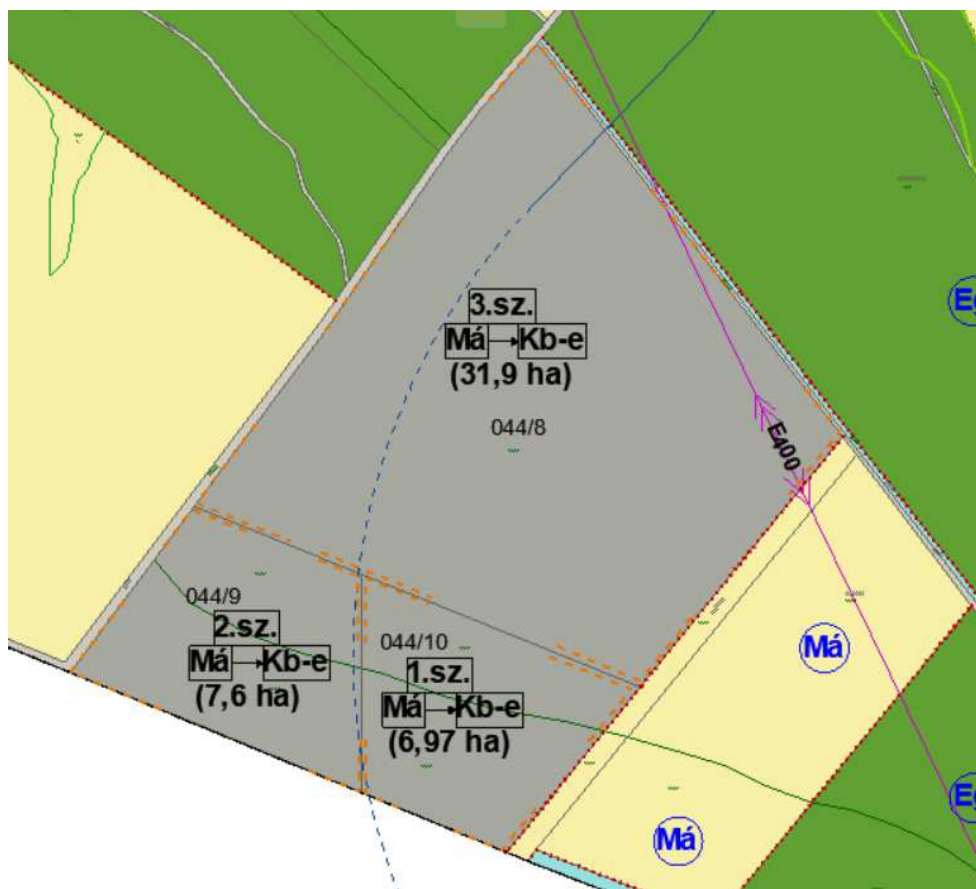 3.sz.
Má Kb-e
(31,9 ha)
044/8
E400
044/9
2.sz.
Má Kb-e
(7,6 ha)
044/10
1.sz.
Má Kb-e
(6,97 ha)
Má
Má